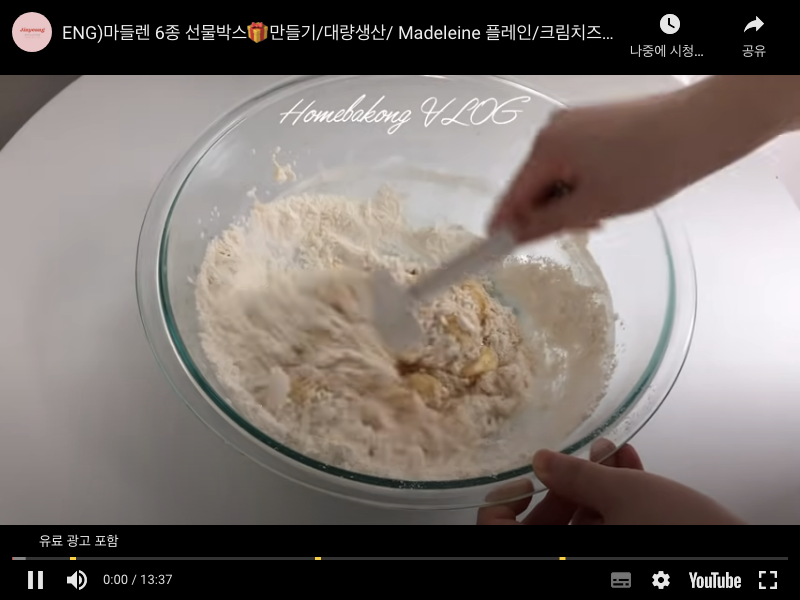 ENG)마들렌 6종 선물박스🎁만들기/대량생산/ Madeleine 플레인/크림치즈...
나중에 시청...
공유
Homebakong VLOG
유료 광고 포함
0:00 / 13:37
YouTube